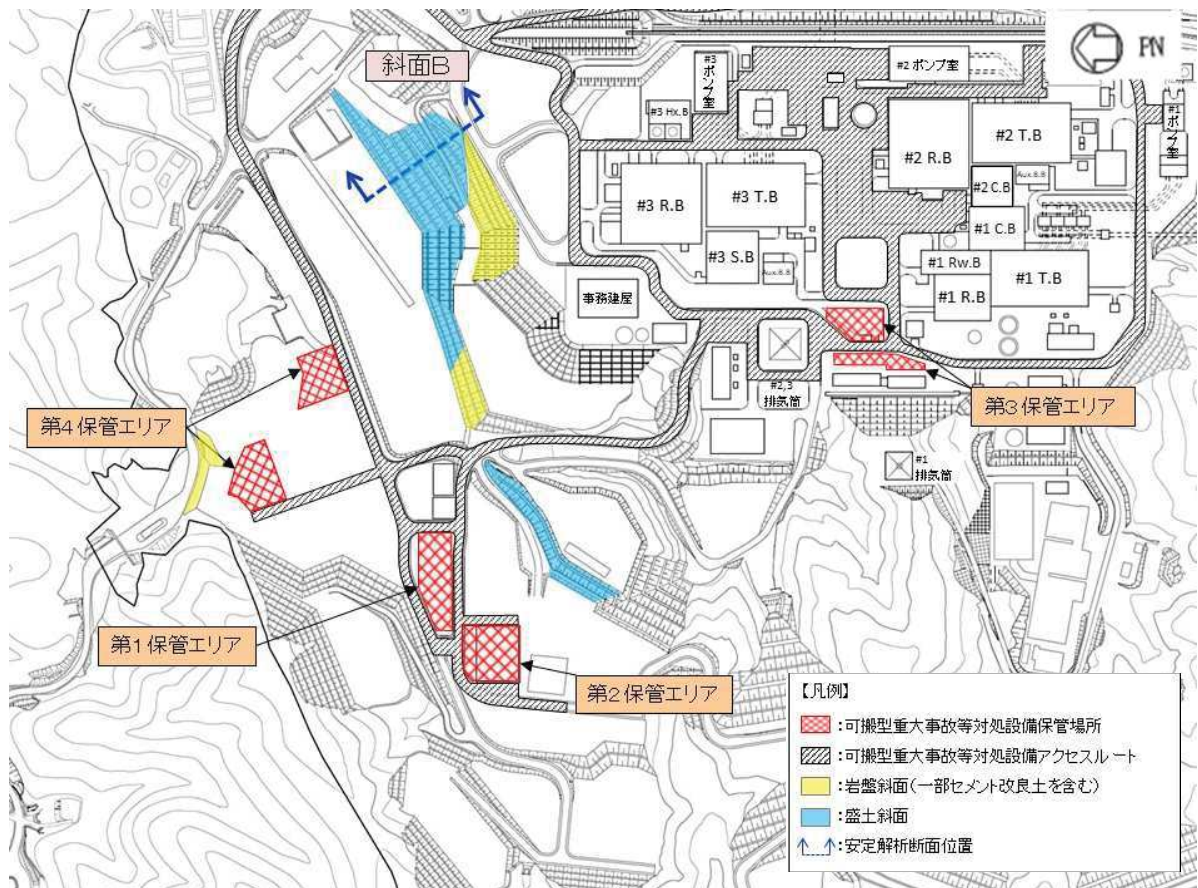 斜面B
PN
#3
ポンプ室
#2 ポンプ室
#1
ポンプ室
#3 Hx.B
#2 R.B
#2 T.B
#2 C.B
Aux.B.B
#1 C.B
#3 R.B
#3 T.B
#3 S.B
Aux.B.B
#1 Rw.B
#1 R.B
#1 T.B
事務建屋
#2,3
排気筒
#1
排気筒
第3保管エリア
第4保管エリア
第1保管エリア
第2保管エリア
【凡例】
:可搬型重大事故等対処設備保管場所
:可搬型重大事故等対処設備アクセスルート
:岩盤斜面(一部セメント改良土を含む)
:盛土斜面
:安定解析断面位置